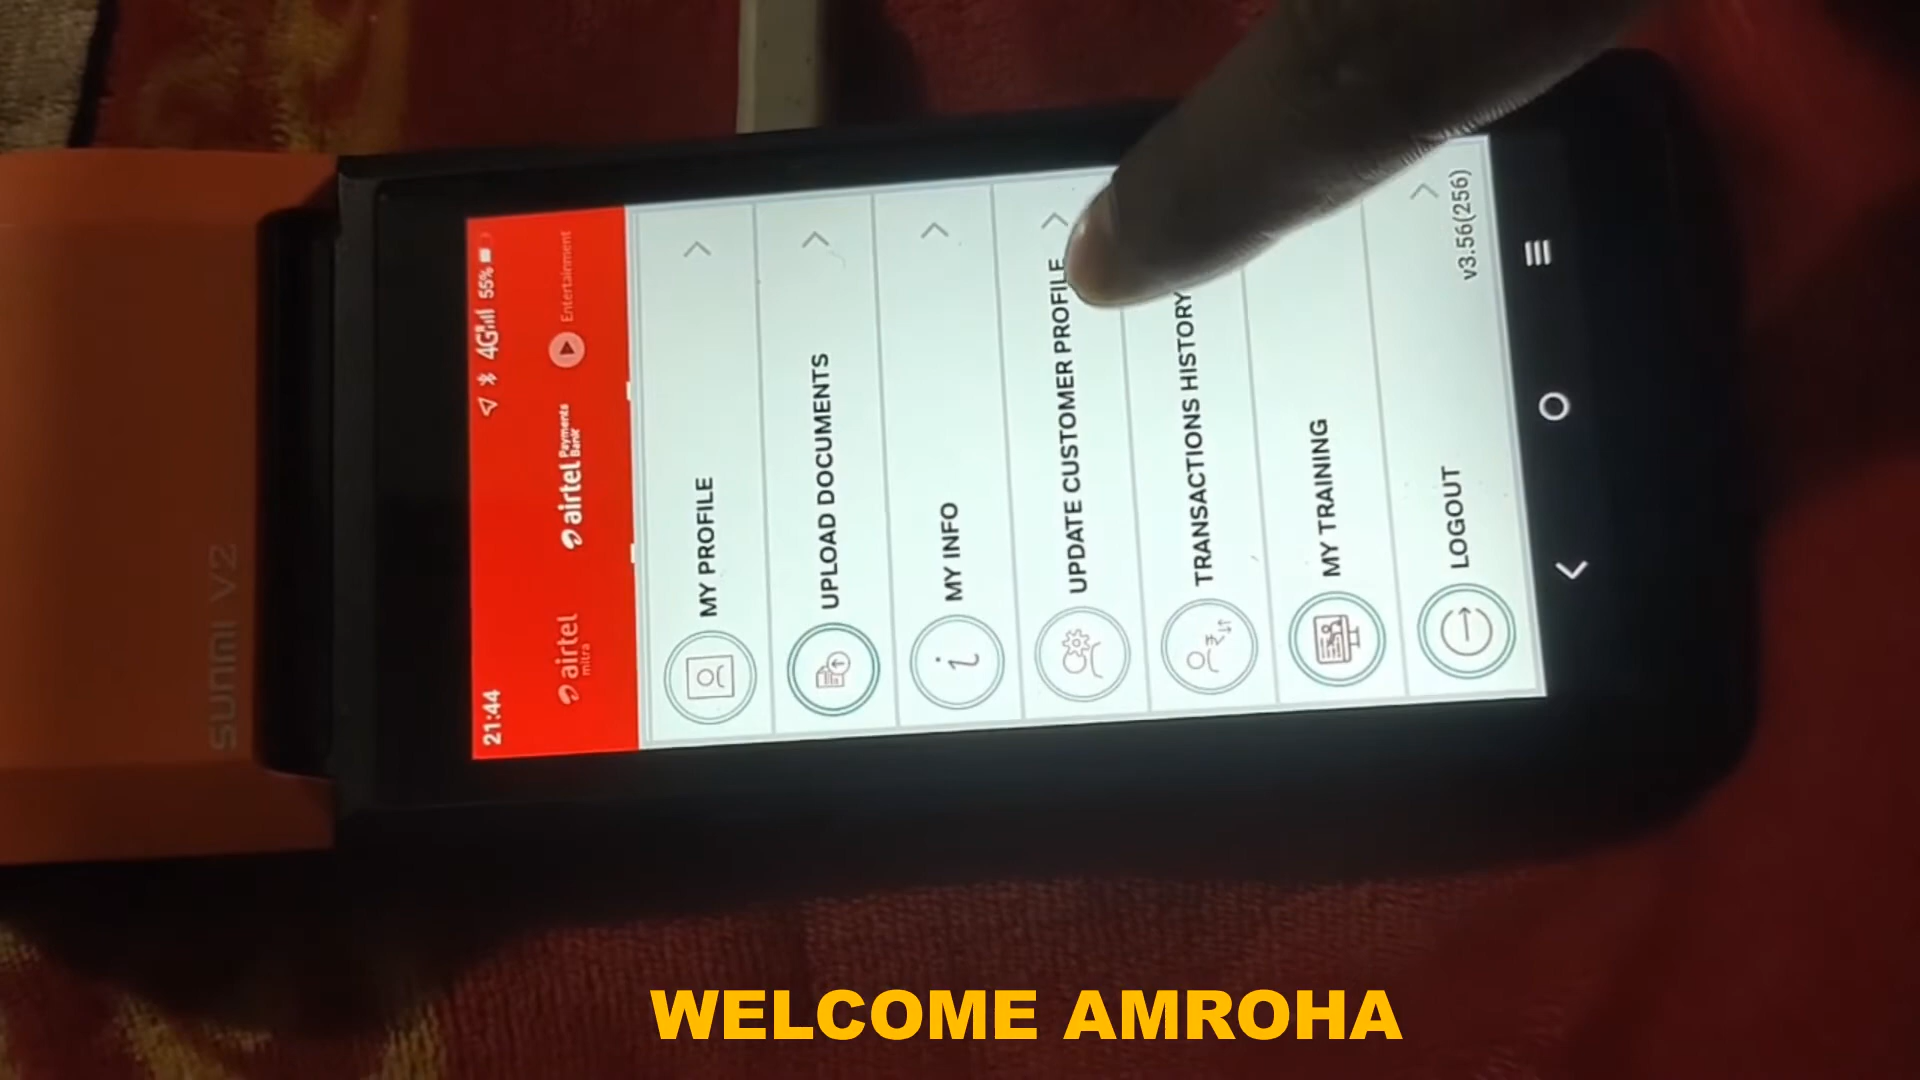 sunmi V2
21:44
4G 55%
airtel mitra
airtel Payments Bank
Entertainment
MY PROFILE
UPLOAD DOCUMENTS
MY INFO
UPDATE CUSTOMER PROFILE
TRANSACTIONS HISTORY
MY TRAINING
LOGOUT
v3.56(256)
WELCOME AMROHA